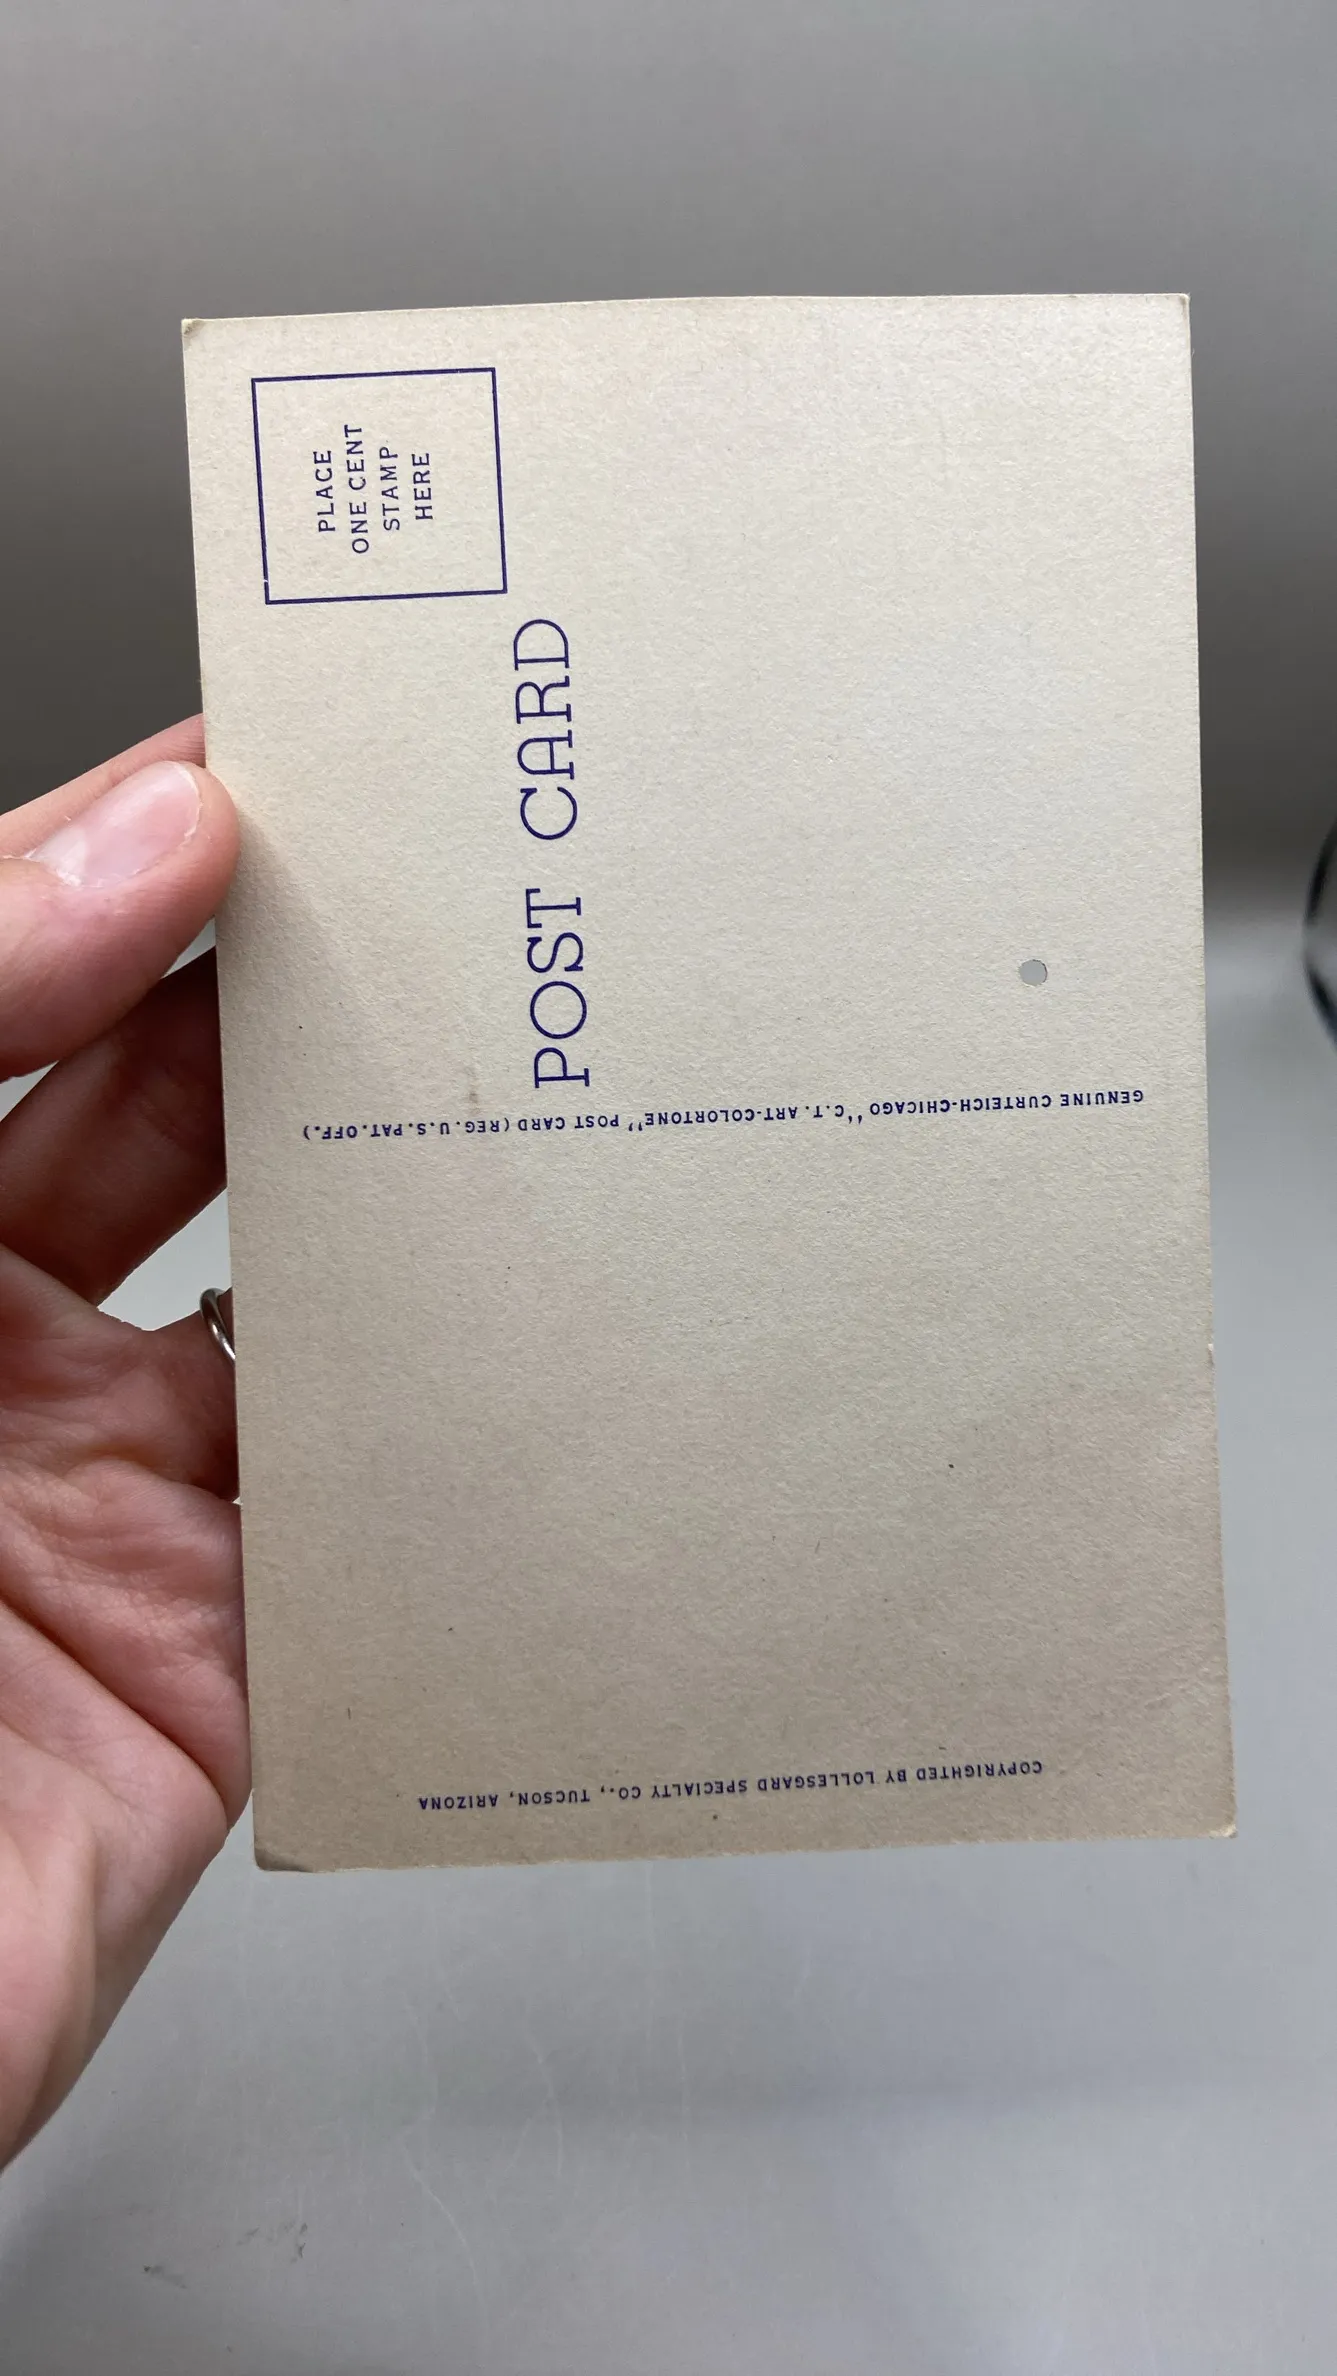 PLACE
ONE CENT
STAMP
HERE
POST CARD
GENUINE CURTEICH-CHICAGO "C.T. ART-COLORTONE" POST CARD (REG. U.S. PAT. OFF.)
COPYRIGHTED BY LOLLESGARD SPECIALTY CO., TUCSON, ARIZONA